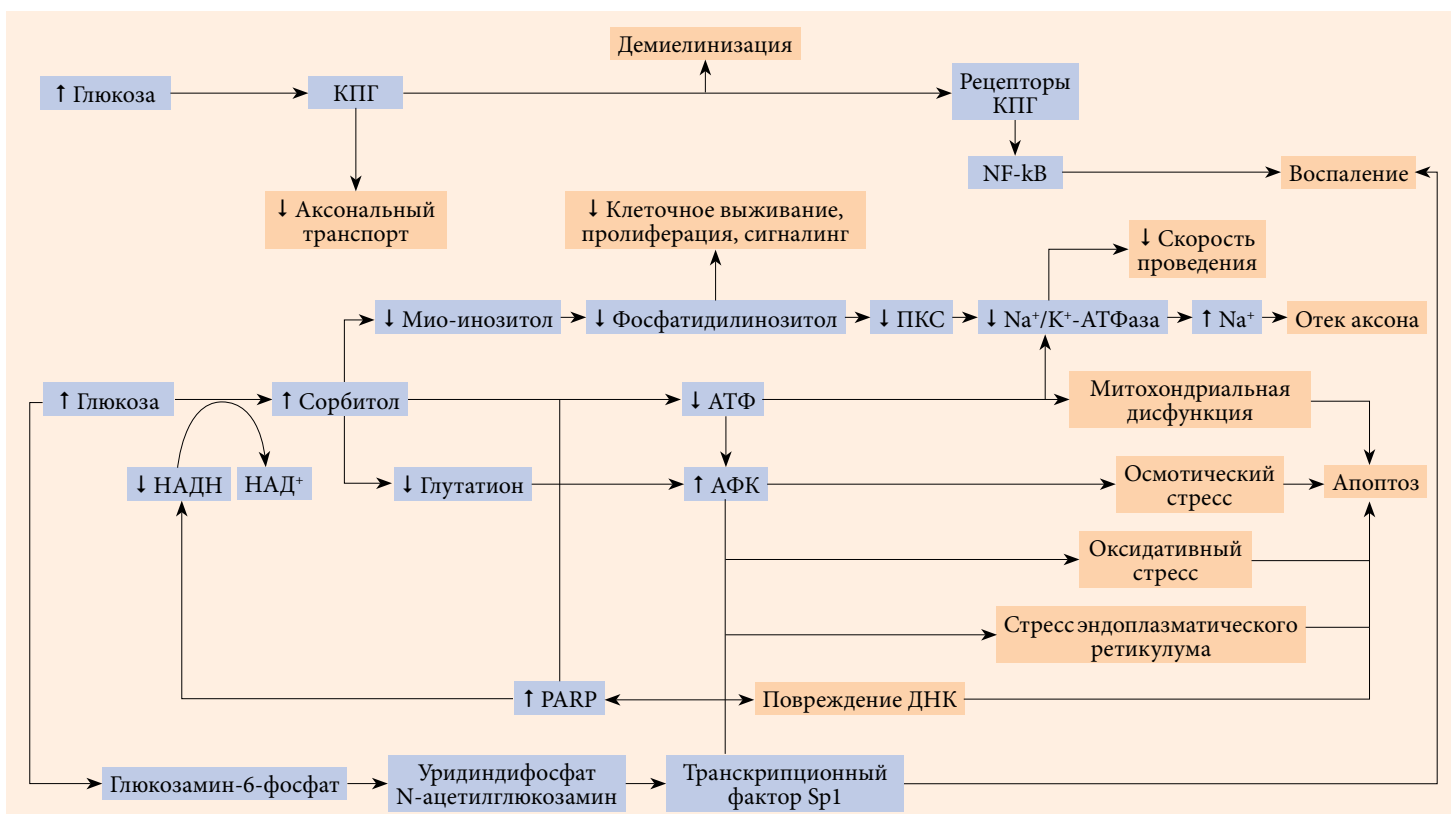 Демиелинизация
↑ Глюкоза
КПГ
Рецепторы
КПГ
NF-kB
Воспаление
↓ Аксональный
транспорт
↓ Клеточное выживание,
пролиферация, сигналинг
↓ Скорость
проведения
↓ Мио-инозитол
↓ Фосфатидилинозитол
↓ ПКС
↓ Na⁺/K⁺-АТФаза
↑ Na⁺
Отек аксона
↑ Глюкоза
↑ Сорбитол
↓ АТФ
Митохондриальная
дисфункция
↓ НАДН
НАД⁺
↓ Глутатион
↑ АФК
Осмотический
стресс
Апоптоз
Оксидативный
стресс
Стресс эндоплазматического
ретикулума
↑ PARP
Повреждение ДНК
Глюкозамин-6-фосфат
Уридиндифосфат
N-ацетилглюкозамин
Транскрипционный
фактор Sp1